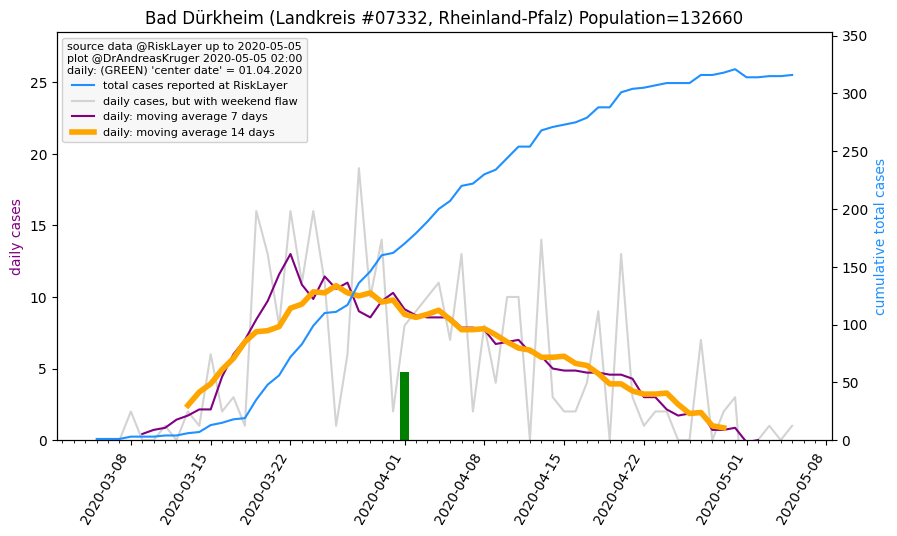 Bad Dürkheim (Landkreis #07332, Rheinland-Pfalz) Population=132660
source data @RiskLayer up to 2020-05-05
plot @DrAndreasKruger 2020-05-05 02:00
daily: (GREEN) 'center date' = 01.04.2020
total cases reported at RiskLayer
daily cases, but with weekend flaw
daily: moving average 7 days
daily: moving average 14 days
daily cases
25
20
15
10
5
0
350
300
250
200
150
100
50
0
cumulative total cases
2020-03-08
2020-03-15
2020-03-22
2020-04-01
2020-04-08
2020-04-15
2020-04-22
2020-05-01
2020-05-08